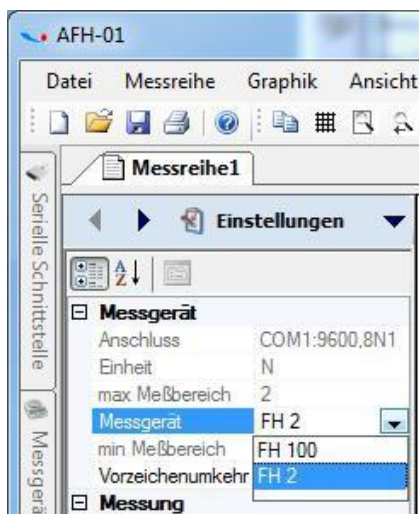 AFH-01
Datei Messreihe Graphik Ansicht
Messreihe1
Serielle Schnittstelle
Einstellungen
A
Z
Messgerät
Anschluss COM1:9600,8N1
Einheit N
max Meßbereich 2
Messgerät FH 2
min Meßbereich FH 100
Vorzeichenumkehr FH 2
Messgerä
Messung